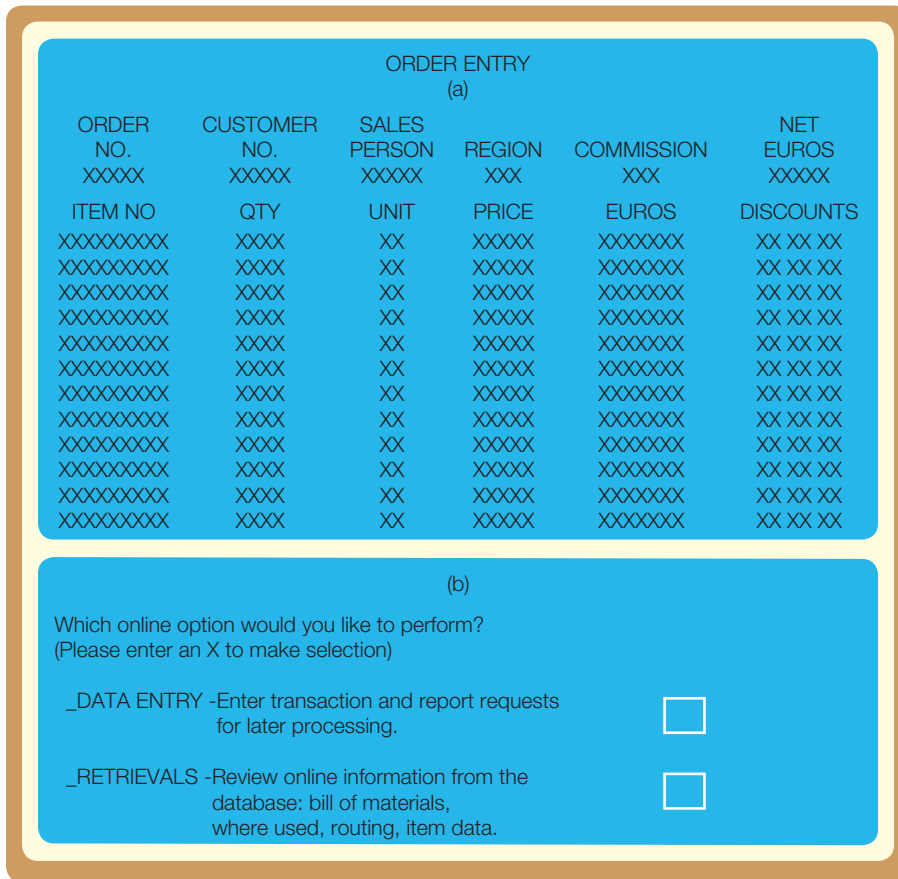 ORDER ENTRY
(a)
ORDER CUSTOMER SALES NET
NO. NO. PERSON REGION COMMISSION EUROS
XXXXX XXXXX XXXXX XXX XXX XXXXX
ITEM NO QTY UNIT PRICE EUROS DISCOUNTS
XXXXXXXXX XXXX XX XXXXX XXXXXXX XX XX XX
XXXXXXXXX XXXX XX XXXXX XXXXXXX XX XX XX
XXXXXXXXX XXXX XX XXXXX XXXXXXX XX XX XX
XXXXXXXXX XXXX XX XXXXX XXXXXXX XX XX XX
XXXXXXXXX XXXX XX XXXXX XXXXXXX XX XX XX
XXXXXXXXX XXXX XX XXXXX XXXXXXX XX XX XX
XXXXXXXXX XXXX XX XXXXX XXXXXXX XX XX XX
XXXXXXXXX XXXX XX XXXXX XXXXXXX XX XX XX
XXXXXXXXX XXXX XX XXXXX XXXXXXX XX XX XX
XXXXXXXXX XXXX XX XXXXX XXXXXXX XX XX XX
XXXXXXXXX XXXX XX XXXXX XXXXXXX XX XX XX
XXXXXXXXX XXXX XX XXXXX XXXXXXX XX XX XX
(b)
Which online option would you like to perform?
(Please enter an X to make selection)
_DATA ENTRY -Enter transaction and report requests
for later processing.
_RETRIEVALS -Review online information from the
database: bill of materials,
where used, routing, item data.